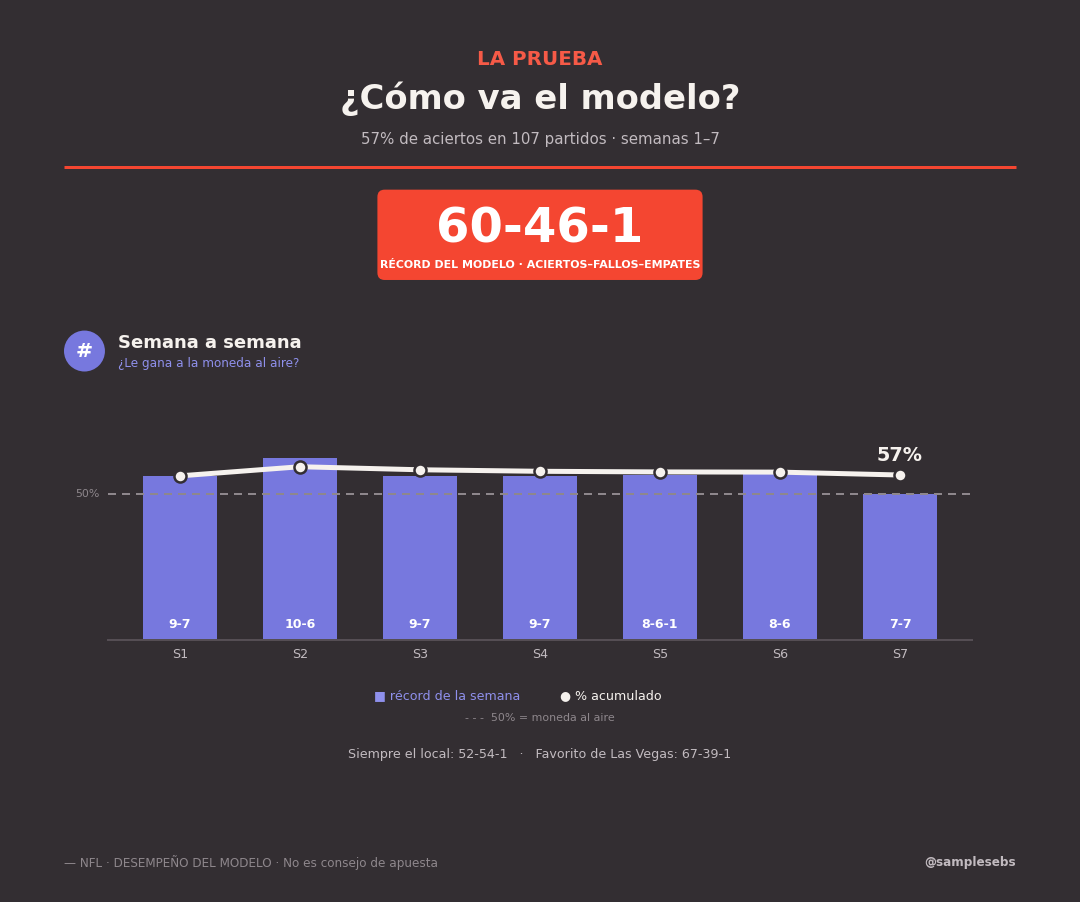 LA PRUEBA
¿Cómo va el modelo?
57% de aciertos en 107 partidos · semanas 1–7
60-46-1
RÉCORD DEL MODELO · ACIERTOS–FALLOS–EMPATES
#
Semana a semana
¿Le gana a la moneda al aire?
57%
50%
9-7 10-6 9-7 9-7 8-6-1 8-6 7-7
S1 S2 S3 S4 S5 S6 S7
■ récord de la semana ● % acumulado
- - - 50% = moneda al aire
Siempre el local: 52-54-1 · Favorito de Las Vegas: 67-39-1
— NFL · DESEMPEÑO DEL MODELO · No es consejo de apuesta @samplesebs